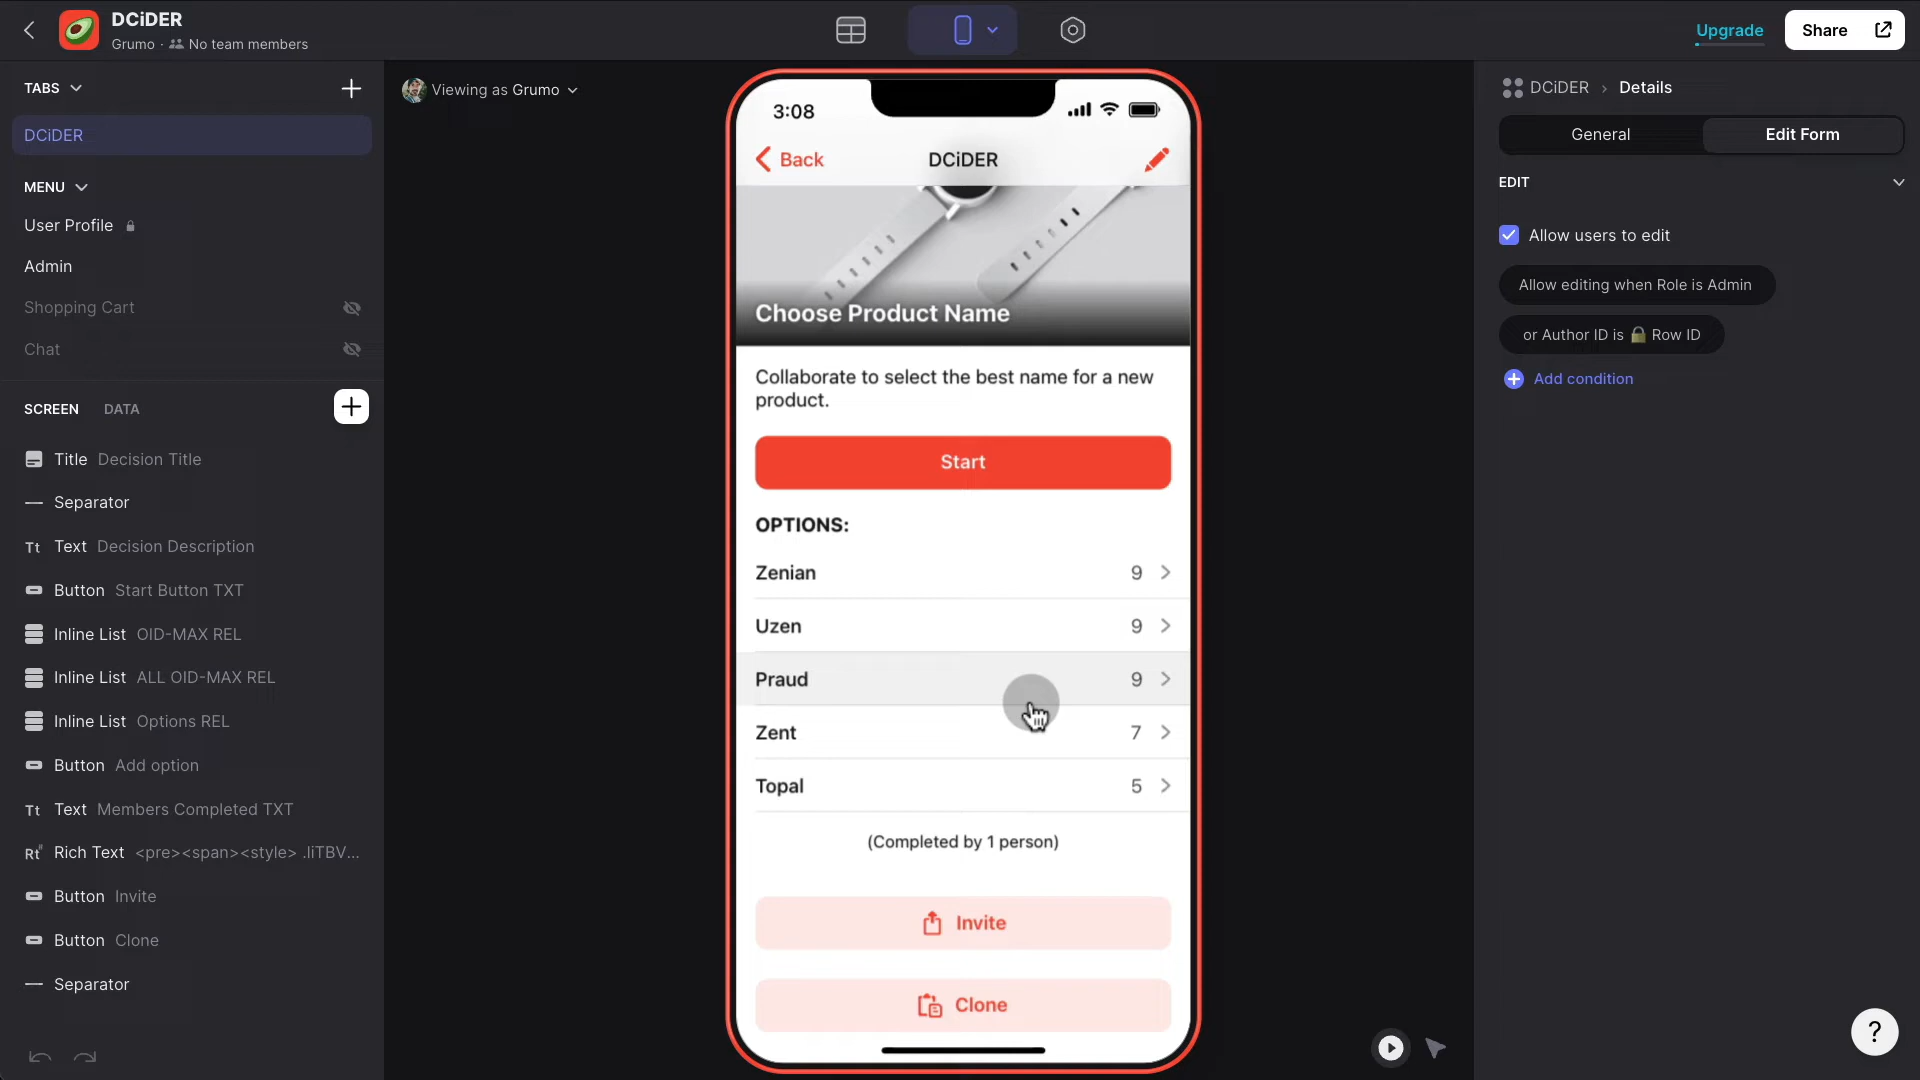 DCiDER
Grumo · No team members
Upgrade
Share
TABS
DCiDER
MENU
User Profile
Admin
Shopping Cart
Chat
SCREEN DATA
Title Decision Title
Separator
Tt Text Decision Description
Button Start Button TXT
Inline List OID-MAX REL
Inline List ALL OID-MAX REL
Inline List Options REL
Button Add option
Tt Text Members Completed TXT
Rt Rich Text <pre><span><style> .liTBV...
Button Invite
Button Clone
Separator
Viewing as Grumo
3:08
Back DCiDER
Choose Product Name
Collaborate to select the best name for a new
product.
Start
OPTIONS:
Zenian 9
Uzen 9
Praud 9
Zent 7
Topal 5
(Completed by 1 person)
Invite
Clone
DCiDER › Details
General Edit Form
EDIT
Allow users to edit
Allow editing when Role is Admin
or Author ID is 🔒 Row ID
Add condition
?